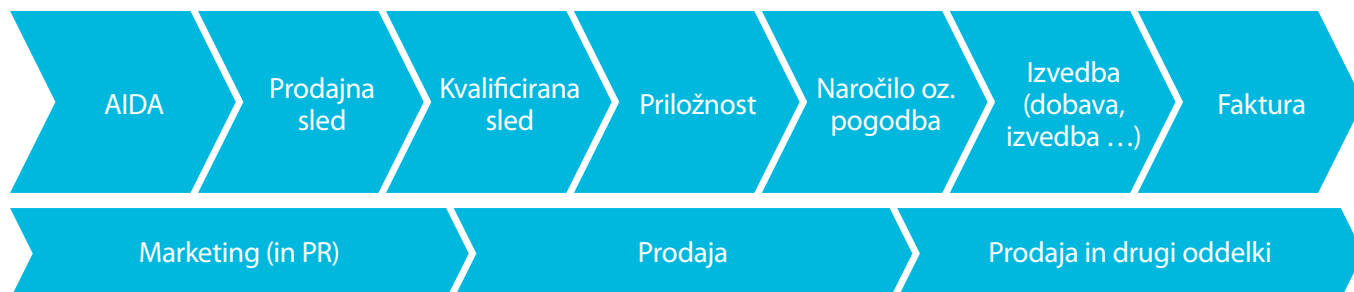 AIDA
Prodajna
sled
Kvalificirana
sled
Priložnost
Naročilo oz.
pogodba
Izvedba
(dobava,
izvedba …)
Faktura
Marketing (in PR)
Prodaja
Prodaja in drugi oddelki